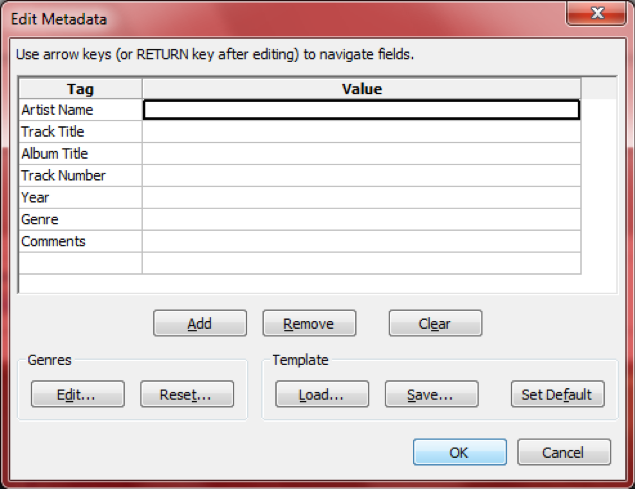 Edit Metadata
Use arrow keys (or RETURN key after editing) to navigate fields.
Tag Value
Artist Name
Track Title
Album Title
Track Number
Year
Genre
Comments
Add Remove Clear
Genres Template
Edit... Reset... Load... Save... Set Default
OK Cancel